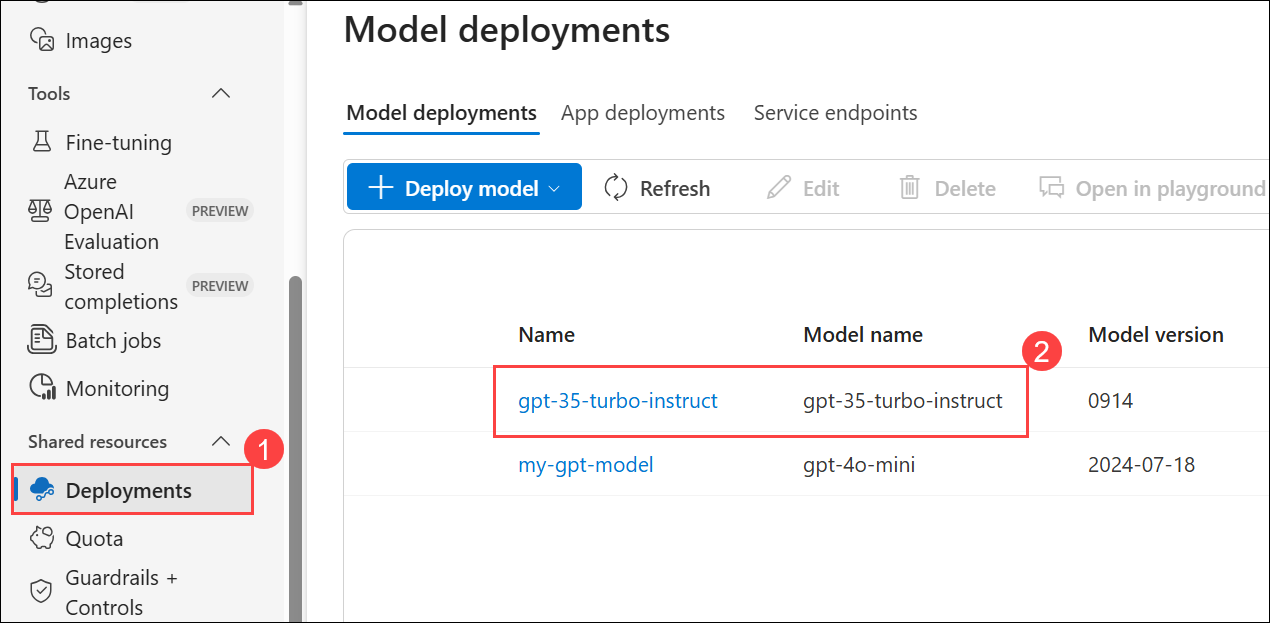 Images
Tools
Fine-tuning
Azure
OpenAI
Evaluation
PREVIEW
Stored
completions
PREVIEW
Batch jobs
Monitoring
Shared resources
1
Deployments
Quota
Guardrails +
Controls
Model deployments
Model deployments App deployments Service endpoints
Deploy model Refresh Edit Delete Open in playground
Name Model name Model version
2
gpt-35-turbo-instruct gpt-35-turbo-instruct 0914
my-gpt-model gpt-4o-mini 2024-07-18